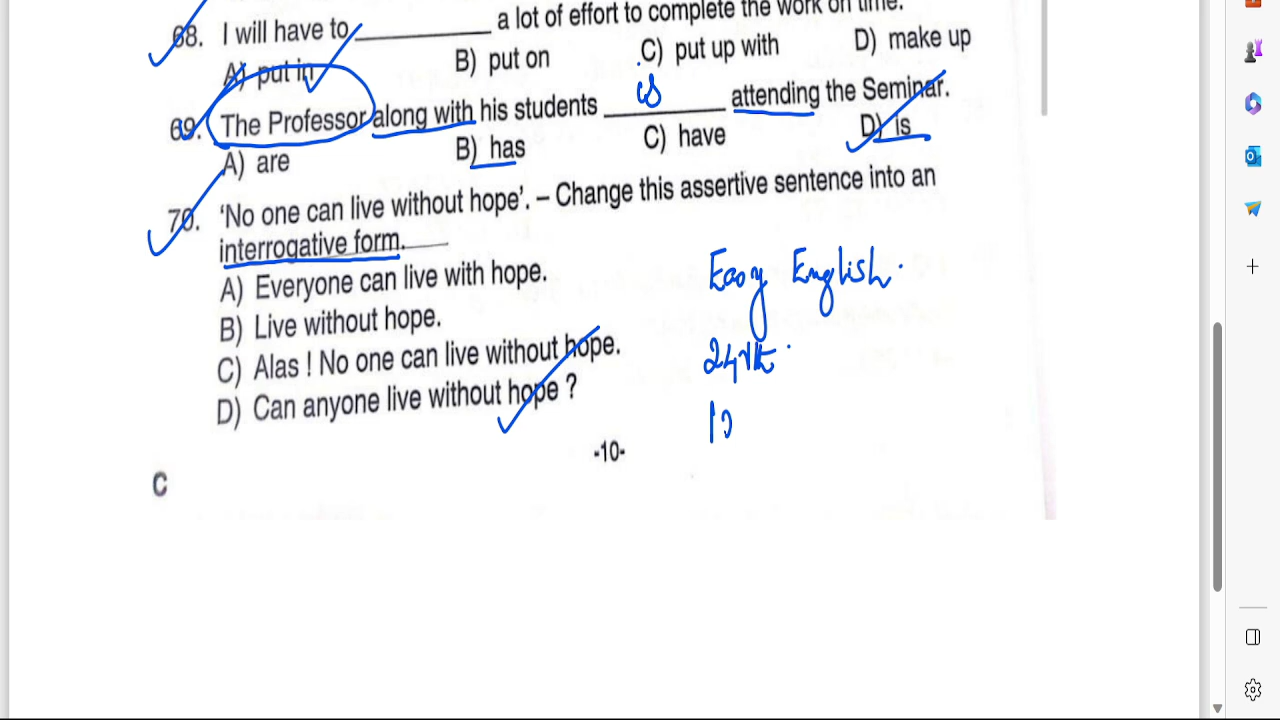 68. I will have to ________ a lot of effort to complete the work on time.
A) put in B) put on C) put up with D) make up
69. The Professor along with his students is ________ attending the Seminar.
A) are B) has C) have D) is
70. 'No one can live without hope'. – Change this assertive sentence into an
interrogative form.
A) Everyone can live with hope.
B) Live without hope.
C) Alas ! No one can live without hope.
D) Can anyone live without hope ?
Easy English.
-10-
C